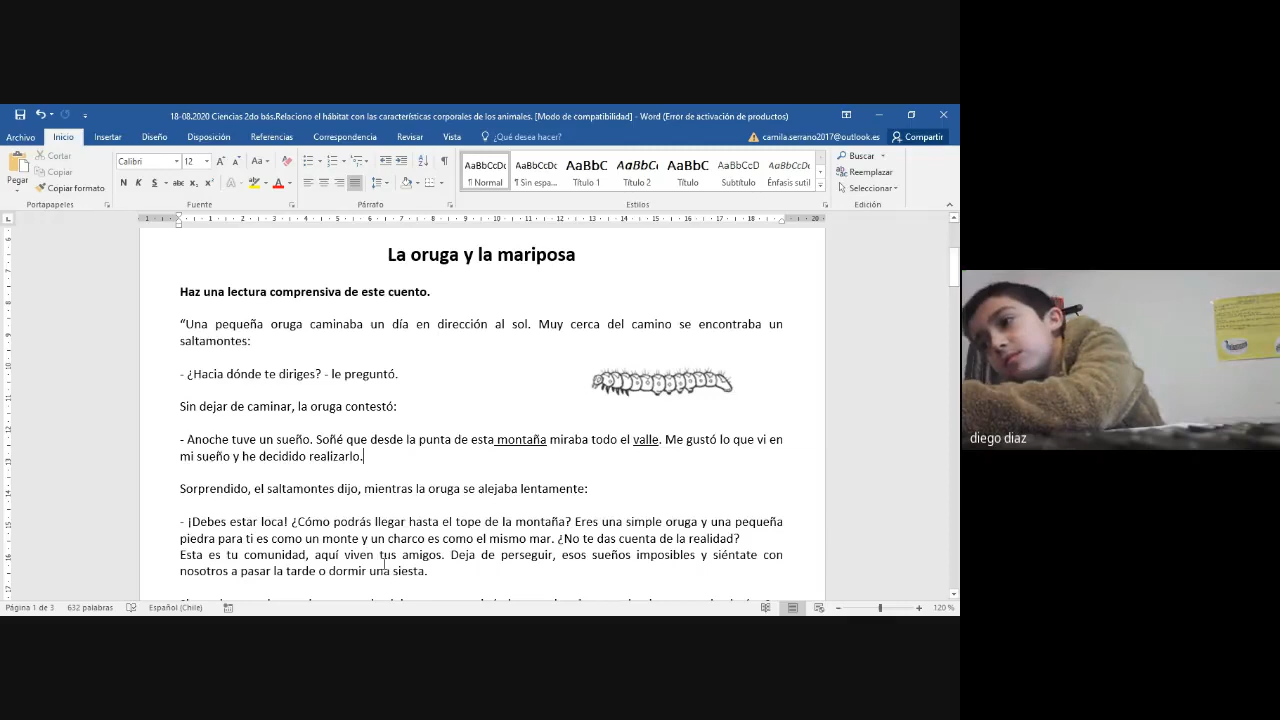 18-08.2020 Ciencias 2do bás.Relaciono el hábitat con las características corporales de los animales. [Modo de compatibilidad] - Word (Error de activación de productos)
Archivo Inicio Insertar Diseño Disposición Referencias Correspondencia Revisar Vista ¿Qué desea hacer? camila.serrano2017@outlook.es Compartir
Pegar
Cortar
Copiar
Copiar formato
Portapapeles
Calibri 12
N K S abc x₂ x²
Fuente
Párrafo
AaBbCcDc AaBbCcDc AaBbC AaBbCc AaBbC AaBbCcD AaBbCcDc
¶ Normal ¶ Sin espa... Título 1 Título 2 Título Subtítulo Énfasis sutil
Estilos
Buscar
Reemplazar
Seleccionar
Edición
La oruga y la mariposa
Haz una lectura comprensiva de este cuento.
“Una pequeña oruga caminaba un día en dirección al sol. Muy cerca del camino se encontraba un
saltamontes:
- ¿Hacia dónde te diriges? - le preguntó.
Sin dejar de caminar, la oruga contestó:
- Anoche tuve un sueño. Soñé que desde la punta de esta montaña miraba todo el valle. Me gustó lo que vi en
mi sueño y he decidido realizarlo.
Sorprendido, el saltamontes dijo, mientras la oruga se alejaba lentamente:
- ¡Debes estar loca! ¿Cómo podrás llegar hasta el tope de la montaña? Eres una simple oruga y una pequeña
piedra para ti es como un monte y un charco es como el mismo mar. ¿No te das cuenta de la realidad?
Esta es tu comunidad, aquí viven tus amigos. Deja de perseguir, esos sueños imposibles y siéntate con
nosotros a pasar la tarde o dormir una siesta.
Página 1 de 3 632 palabras Español (Chile) 120 %
diego diaz